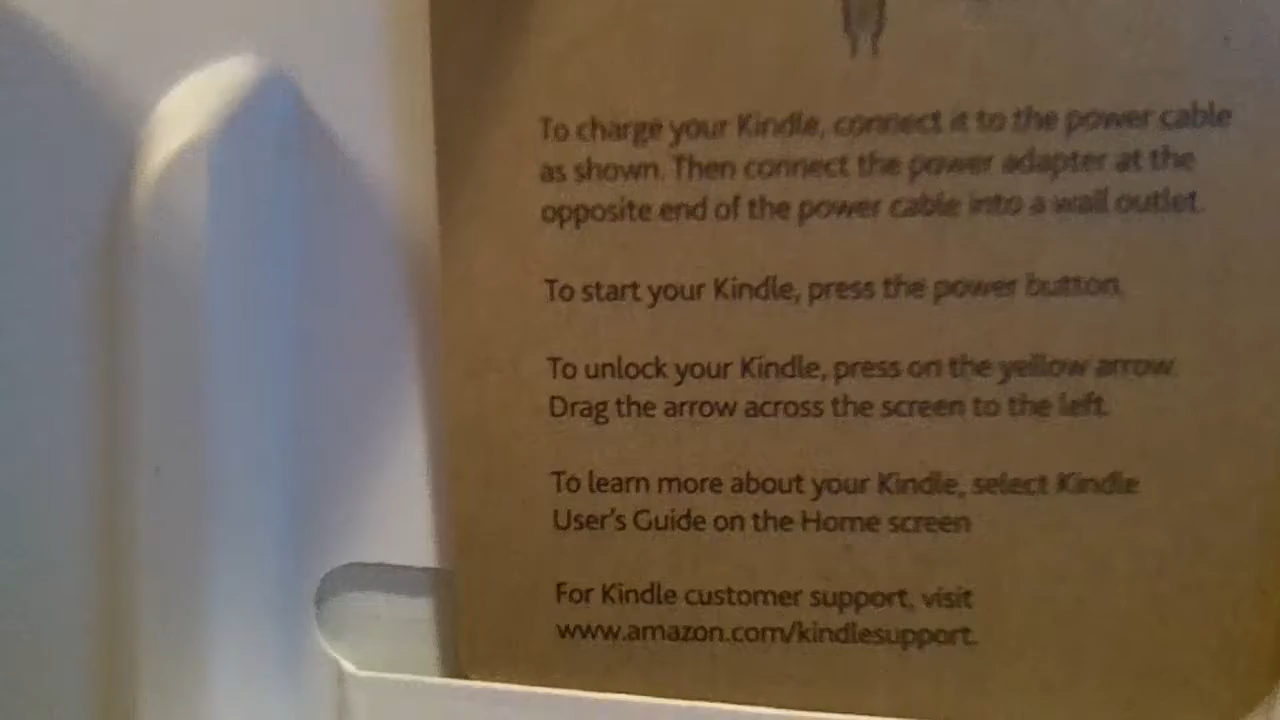 To charge your Kindle, connect it to the power cable
as shown. Then connect the power adapter at the
opposite end of the power cable into a wall outlet.
To start your Kindle, press the power button.
To unlock your Kindle, press on the yellow arrow.
Drag the arrow across the screen to the left.
To learn more about your Kindle, select Kindle
User's Guide on the Home screen
For Kindle customer support, visit
www.amazon.com/kindlesupport.